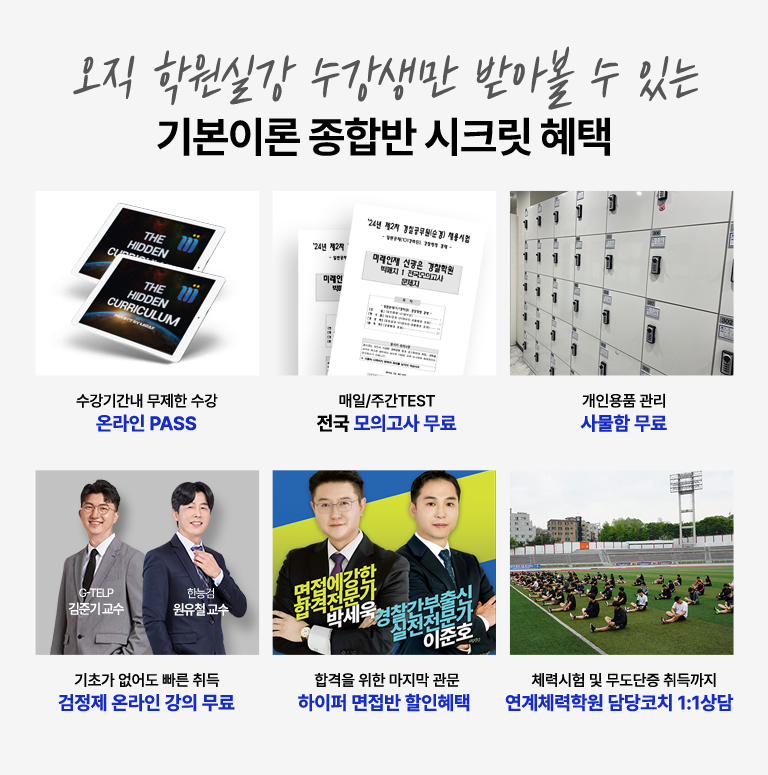 오직 학원실강 수강생만 받아볼 수 있는
기본이론 종합반 시크릿 혜택
THE
HIDDEN
CURRICULUM
THE
HIDDEN
CURRICULUM
'24년 제2차
'24년 제2차 경찰공무원(순경) 채용시험
미래인재
미래인재 신광은 경찰학원
빡매치 1 전국모의고사
문제지
수강기간내 무제한 수강
온라인 PASS
매일/주간TEST
전국 모의고사 무료
개인용품 관리
사물함 무료
G-TELP
김준기 교수
한능검
원유철 교수
면접에강한
합격전문가
박세욱
경찰간부출신
실전전문가
이준호
기초가 없어도 빠른 취득
검정제 온라인 강의 무료
합격을 위한 마지막 관문
하이퍼 면접반 할인혜택
체력시험 및 무도단증 취득까지
연계체력학원 담당코치 1:1상담